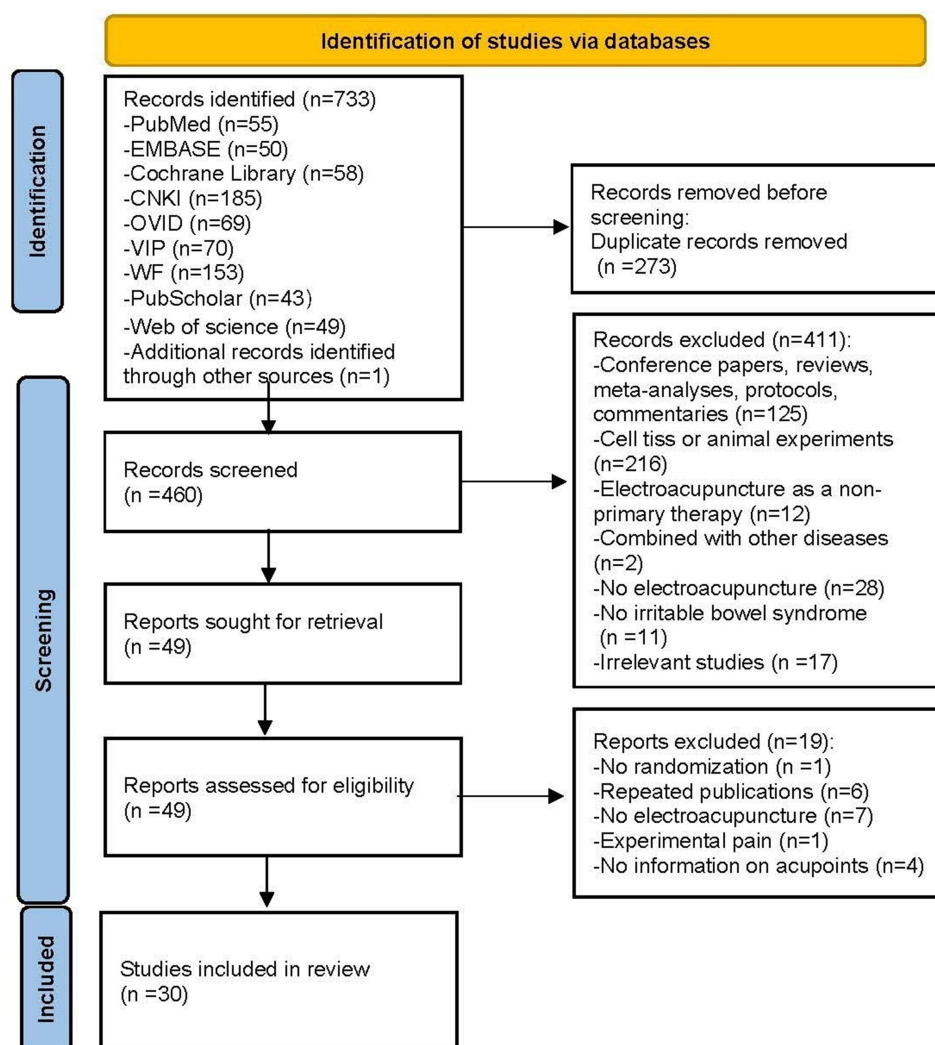 Identification of studies via databases
Identification
Records identified (n=733)
-PubMed (n=55)
-EMBASE (n=50)
-Cochrane Library (n=58)
-CNKI (n=185)
-OVID (n=69)
-VIP (n=70)
-WF (n=153)
-PubScholar (n=43)
-Web of science (n=49)
-Additional records identified
through other sources (n=1)
Records removed before
screening:
Duplicate records removed
(n =273)
Screening
Records screened
(n =460)
Records excluded (n=411):
-Conference papers, reviews,
meta-analyses, protocols,
commentaries (n=125)
-Cell tiss or animal experiments
(n=216)
-Electroacupuncture as a non-
primary therapy (n=12)
-Combined with other diseases
(n=2)
-No electroacupuncture (n=28)
-No irritable bowel syndrome
(n =11)
-Irrelevant studies (n =17)
Reports sought for retrieval
(n =49)
Reports assessed for eligibility
(n =49)
Reports excluded (n=19):
-No randomization (n =1)
-Repeated publications (n=6)
-No electroacupuncture (n=7)
-Experimental pain (n=1)
-No information on acupoints (n=4)
Included
Studies included in review
(n =30)